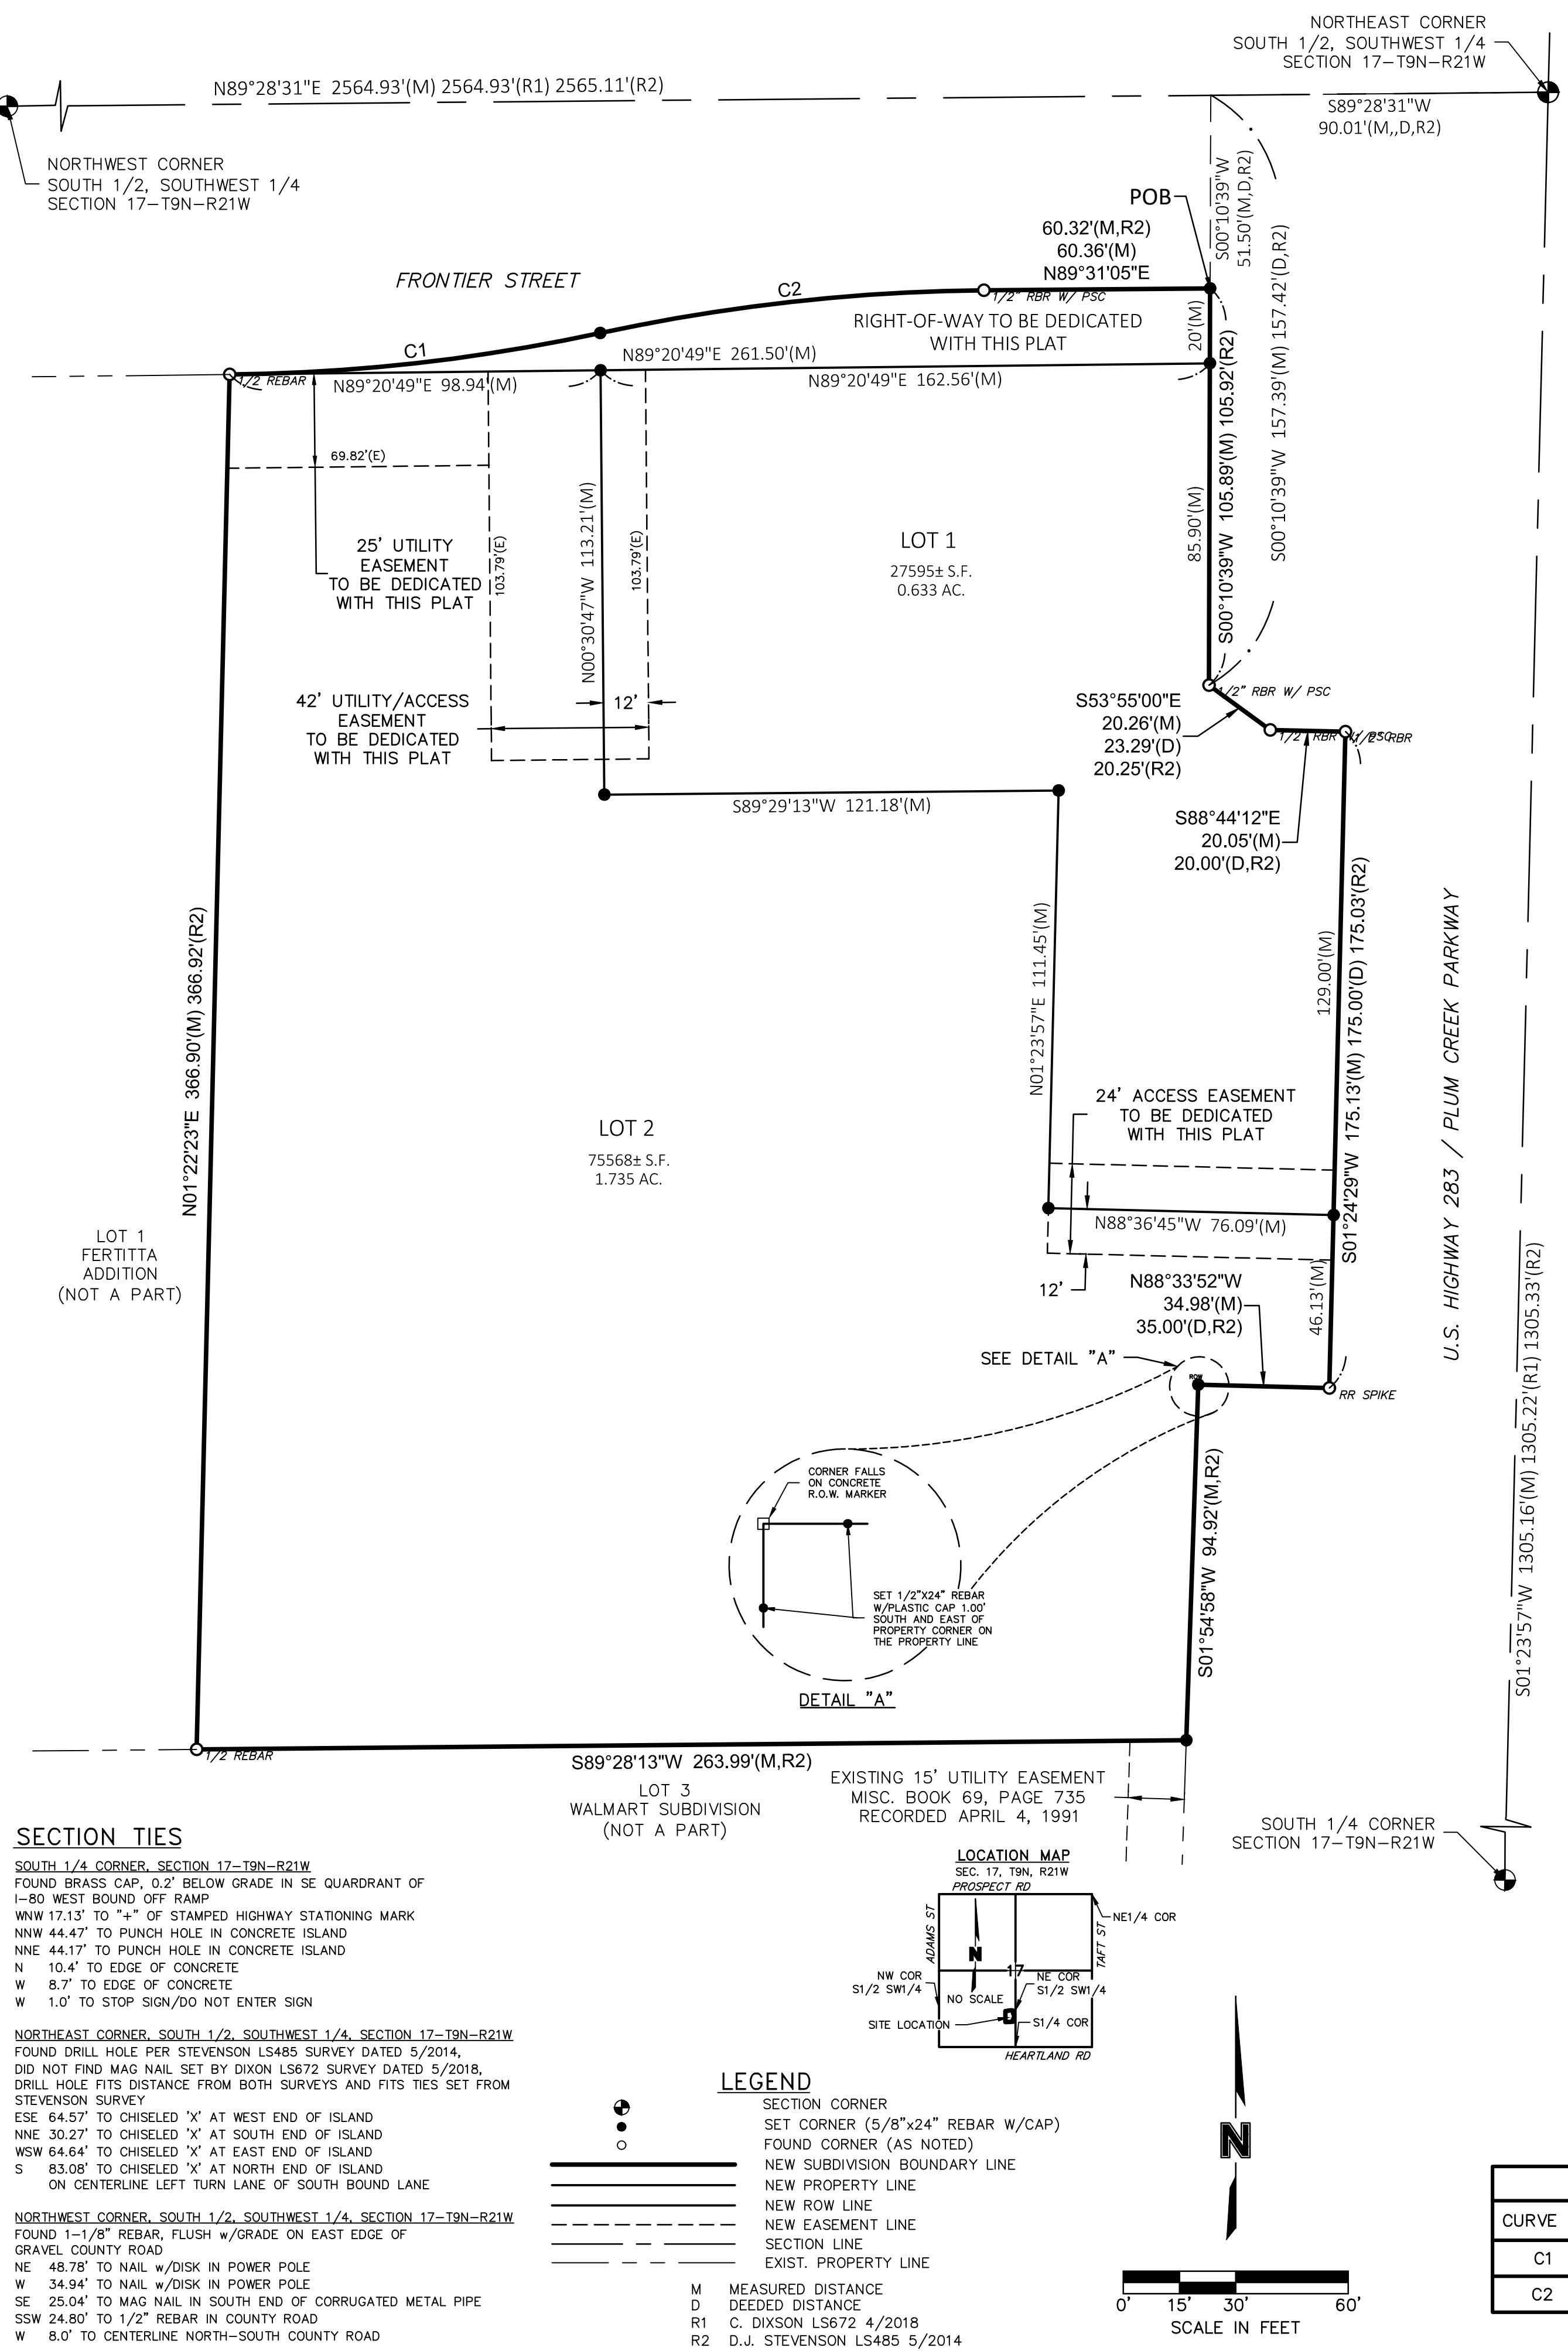 NORTHEAST CORNER
SOUTH 1/2, SOUTHWEST 1/4
SECTION 17-T9N-R21W
N89°28'31"E 2564.93'(M) 2564.93'(R1) 2565.11'(R2)
S89°28'31"W
90.01'(M,,D,R2)
NORTHWEST CORNER
SOUTH 1/2, SOUTHWEST 1/4
SECTION 17-T9N-R21W
S00°10'39"W
51.50'(M,D,R2)
POB
60.32'(M,R2)
60.36'(M)
N89°31'05"E
FRONTIER STREET
C2
1/2" RBR W/ PSC
S00°10'39"W 157.39'(M) 157.42'(D,R2)
RIGHT-OF-WAY TO BE DEDICATED
WITH THIS PLAT
20'(M)
C1
N89°20'49"E 261.50'(M)
1/2 REBAR
N89°20'49"E 98.94'(M)
N89°20'49"E 162.56'(M)
S00°10'39"W 105.89'(M) 105.92'(R2)
69.82'(E)
85.90'(M)
N00°30'47"W 113.21'(M)
103.79'(E)
103.79'(E)
25' UTILITY
EASEMENT
TO BE DEDICATED
WITH THIS PLAT
LOT 1
27595± S.F.
0.633 AC.
42' UTILITY/ACCESS
EASEMENT
TO BE DEDICATED
WITH THIS PLAT
12'
1/2" RBR W/ PSC
S53°55'00"E
20.26'(M)
23.29'(D)
20.25'(R2)
1/2" RBR W/ PSC
1/2" RBR
S89°29'13"W 121.18'(M)
S88°44'12"E
20.05'(M)
20.00'(D,R2)
N01°22'23"E 366.90'(M) 366.92'(R2)
N01°23'57"E 111.45'(M)
129.00'(M)
S01°24'29"W 175.13'(M) 175.00'(D) 175.03'(R2)
U.S. HIGHWAY 283 / PLUM CREEK PARKWAY
24' ACCESS EASEMENT
TO BE DEDICATED
WITH THIS PLAT
LOT 2
75568± S.F.
1.735 AC.
N88°36'45"W 76.09'(M)
LOT 1
FERTITTA
ADDITION
(NOT A PART)
12'
46.13'(M)
N88°33'52"W
34.98'(M)
35.00'(D,R2)
SEE DETAIL "A"
ROW
RR SPIKE
S01°23'57"W 1305.16'(M) 1305.22'(R1) 1305.33'(R2)
CORNER FALLS
ON CONCRETE
R.O.W. MARKER
SET 1/2"X24" REBAR
W/PLASTIC CAP 1.00'
SOUTH AND EAST OF
PROPERTY CORNER ON
THE PROPERTY LINE
DETAIL "A"
S01°54'58"W 94.92'(M,R2)
1/2 REBAR
S89°28'13"W 263.99'(M,R2)
LOT 3
WALMART SUBDIVISION
(NOT A PART)
EXISTING 15' UTILITY EASEMENT
MISC. BOOK 69, PAGE 735
RECORDED APRIL 4, 1991
SOUTH 1/4 CORNER
SECTION 17-T9N-R21W
SECTION TIES
SOUTH 1/4 CORNER, SECTION 17-T9N-R21W
FOUND BRASS CAP, 0.2' BELOW GRADE IN SE QUADRANT OF
I-80 WEST BOUND OFF RAMP
WNW 17.13' TO "+" OF STAMPED HIGHWAY STATIONING MARK
NNW 44.47' TO PUNCH HOLE IN CONCRETE ISLAND
NNE 44.17' TO PUNCH HOLE IN CONCRETE ISLAND
N 10.4' TO EDGE OF CONCRETE
W 8.7' TO EDGE OF CONCRETE
W 1.0' TO STOP SIGN/DO NOT ENTER SIGN
NORTHEAST CORNER, SOUTH 1/2, SOUTHWEST 1/4, SECTION 17-T9N-R21W
FOUND DRILL HOLE PER STEVENSON LS485 SURVEY DATED 5/2014,
DID NOT FIND MAG NAIL SET BY DIXON LS672 SURVEY DATED 5/2018,
DRILL HOLE FITS DISTANCE FROM BOTH SURVEYS AND FITS TIES SET FROM
STEVENSON SURVEY
ESE 64.57' TO CHISELED 'X' AT WEST END OF ISLAND
NNE 30.27' TO CHISELED 'X' AT SOUTH END OF ISLAND
WSW 64.64' TO CHISELED 'X' AT EAST END OF ISLAND
S 83.08' TO CHISELED 'X' AT NORTH END OF ISLAND
ON CENTERLINE LEFT TURN LANE OF SOUTH BOUND LANE
NORTHWEST CORNER, SOUTH 1/2, SOUTHWEST 1/4, SECTION 17-T9N-R21W
FOUND 1-1/8" REBAR, FLUSH w/GRADE ON EAST EDGE OF
GRAVEL COUNTY ROAD
NE 48.78' TO NAIL w/DISK IN POWER POLE
W 34.94' TO NAIL w/DISK IN POWER POLE
SE 25.04' TO MAG NAIL IN SOUTH END OF CORRUGATED METAL PIPE
SSW 24.80' TO 1/2" REBAR IN COUNTY ROAD
W 8.0' TO CENTERLINE NORTH-SOUTH COUNTY ROAD
LOCATION MAP
SEC. 17, T9N, R21W
PROSPECT RD
ADAMS ST
TAFT ST
NE1/4 COR
N
17
NW COR
S1/2 SW1/4
NE COR
S1/2 SW1/4
NO SCALE
SITE LOCATION
S1/4 COR
HEARTLAND RD
LEGEND
SECTION CORNER
SET CORNER (5/8"x24" REBAR W/CAP)
FOUND CORNER (AS NOTED)
NEW SUBDIVISION BOUNDARY LINE
NEW PROPERTY LINE
NEW ROW LINE
NEW EASEMENT LINE
SECTION LINE
EXIST. PROPERTY LINE
M MEASURED DISTANCE
D DEEDED DISTANCE
R1 C. DIXSON LS672 4/2018
R2 D.J. STEVENSON LS485 5/2014
N
0' 15' 30' 60'
SCALE IN FEET
CURVE
C1
C2